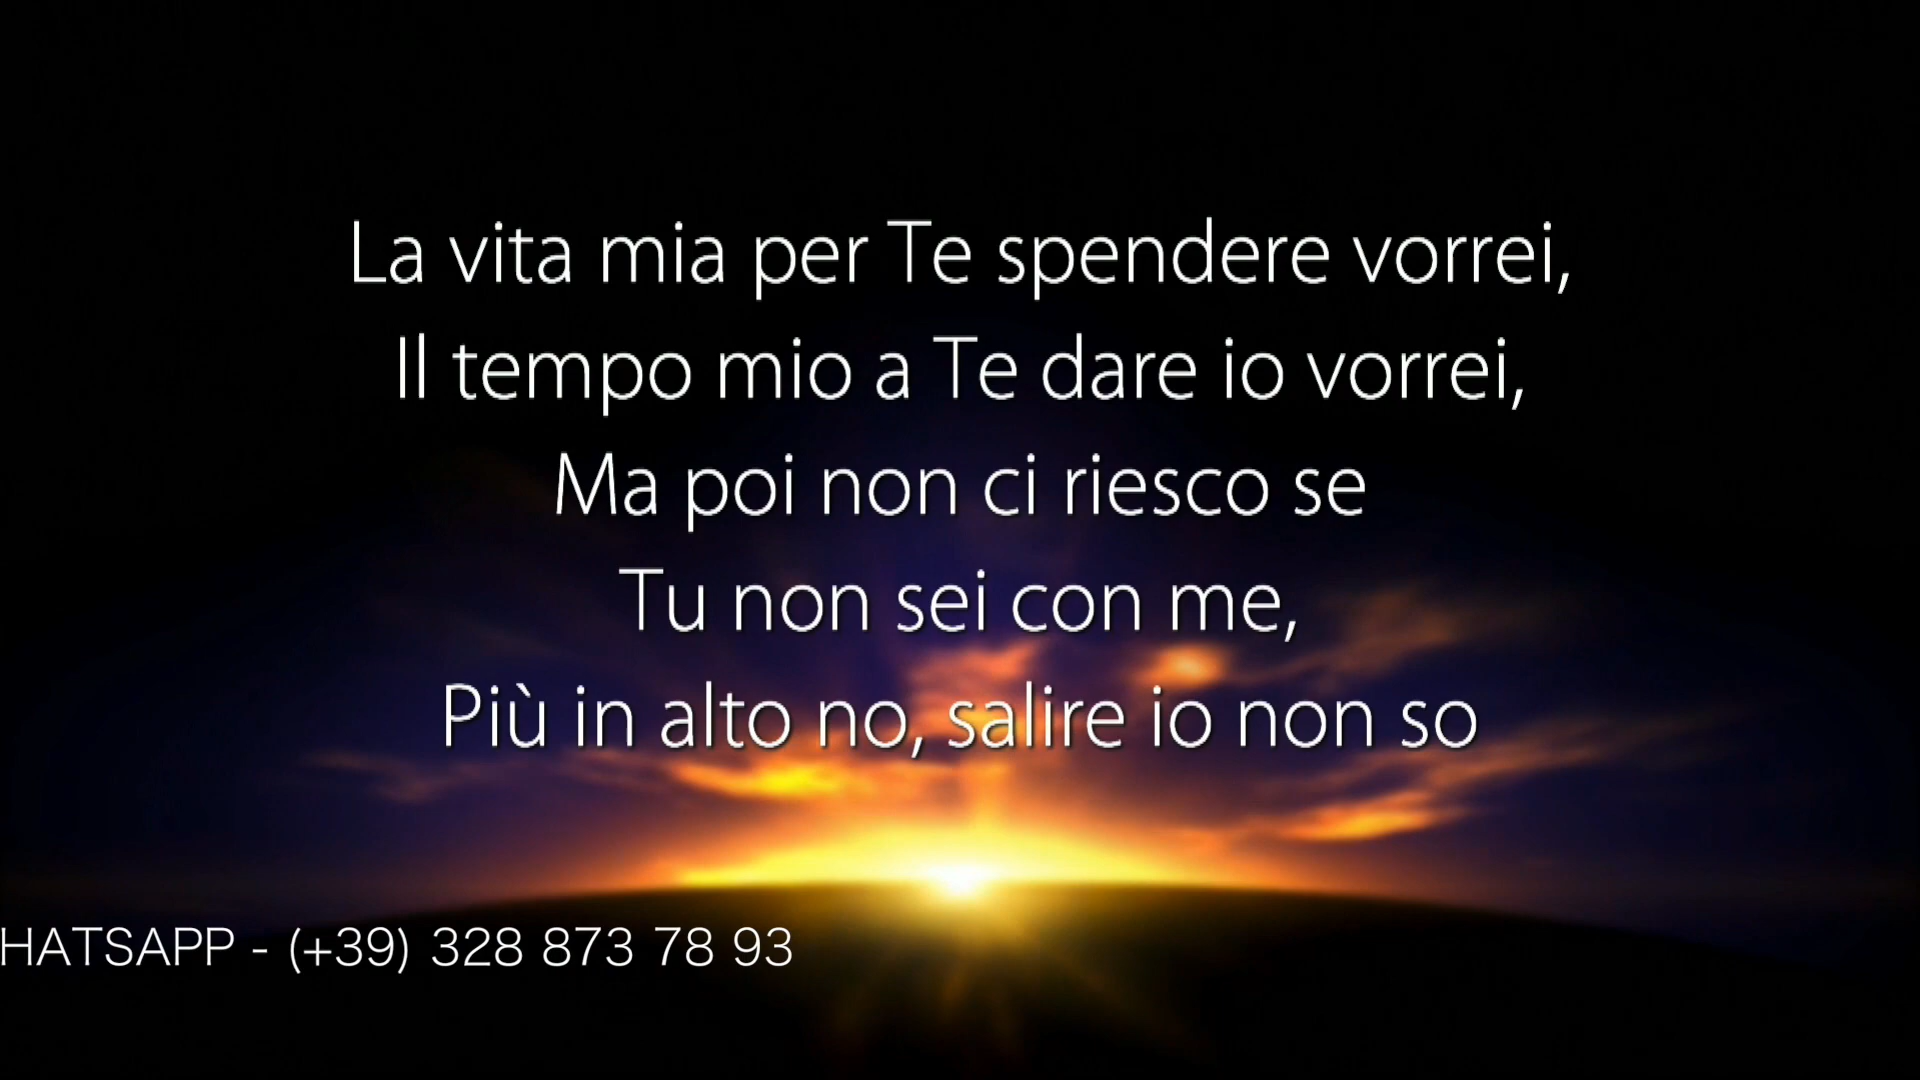 La vita mia per Te spendere vorrei,
Il tempo mio a Te dare io vorrei,
Ma poi non ci riesco se
Tu non sei con me,
Più in alto no, salire io non so
HATSAPP - (+39) 328 873 78 93